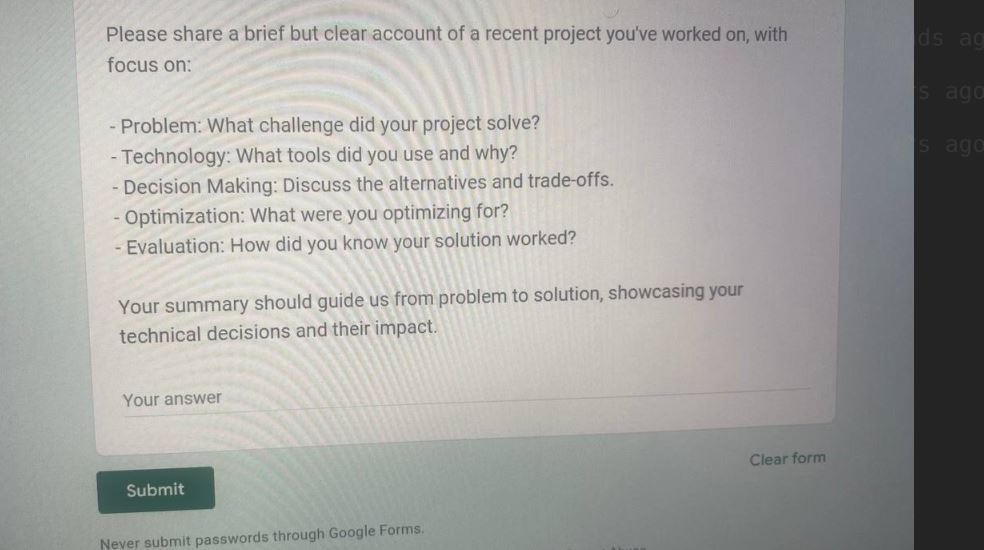 Please share a brief but clear account of a recent project you've worked on, with
focus on:
- Problem: What challenge did your project solve?
- Technology: What tools did you use and why?
- Decision Making: Discuss the alternatives and trade-offs.
- Optimization: What were you optimizing for?
- Evaluation: How did you know your solution worked?
Your summary should guide us from problem to solution, showcasing your
technical decisions and their impact.
Your answer
Submit
Clear form
Never submit passwords through Google Forms.
ds ag
s ago
s ago